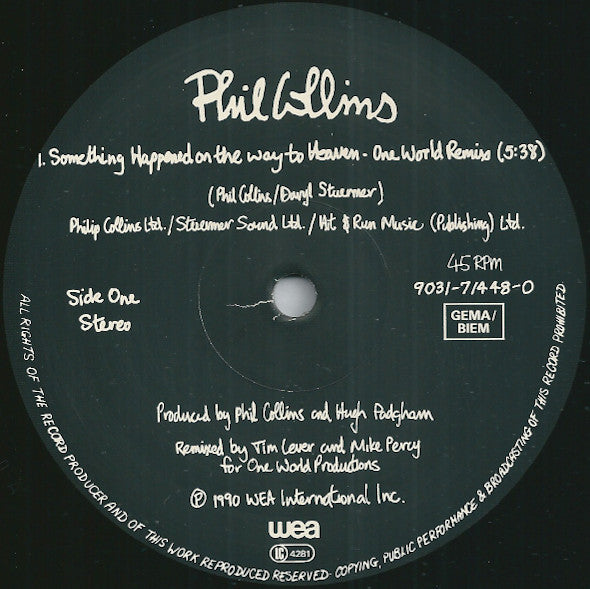 Phil Collins
1. Something Happened on the way to Heaven - One World Remix (5:38)
(Phil Collins/Daryl Stuermer)
Philip Collins Ltd./Stuermer Sound Ltd./Hit & Run Music (Publishing) Ltd.
45 RPM
9031-71448-0
GEMA/
BIEM
Side One
Stereo
Produced by Phil Collins and Hugh Padgham
Remixed by Tim Lever and Mike Percy
for One World Productions
℗ 1990 WEA International Inc.
wea
LC 4281
ALL RIGHTS OF THE RECORD PRODUCER AND OF THIS WORK REPRODUCED RESERVED - COPYING, PUBLIC PERFORMANCE & BROADCASTING OF THIS RECORD PROHIBITED